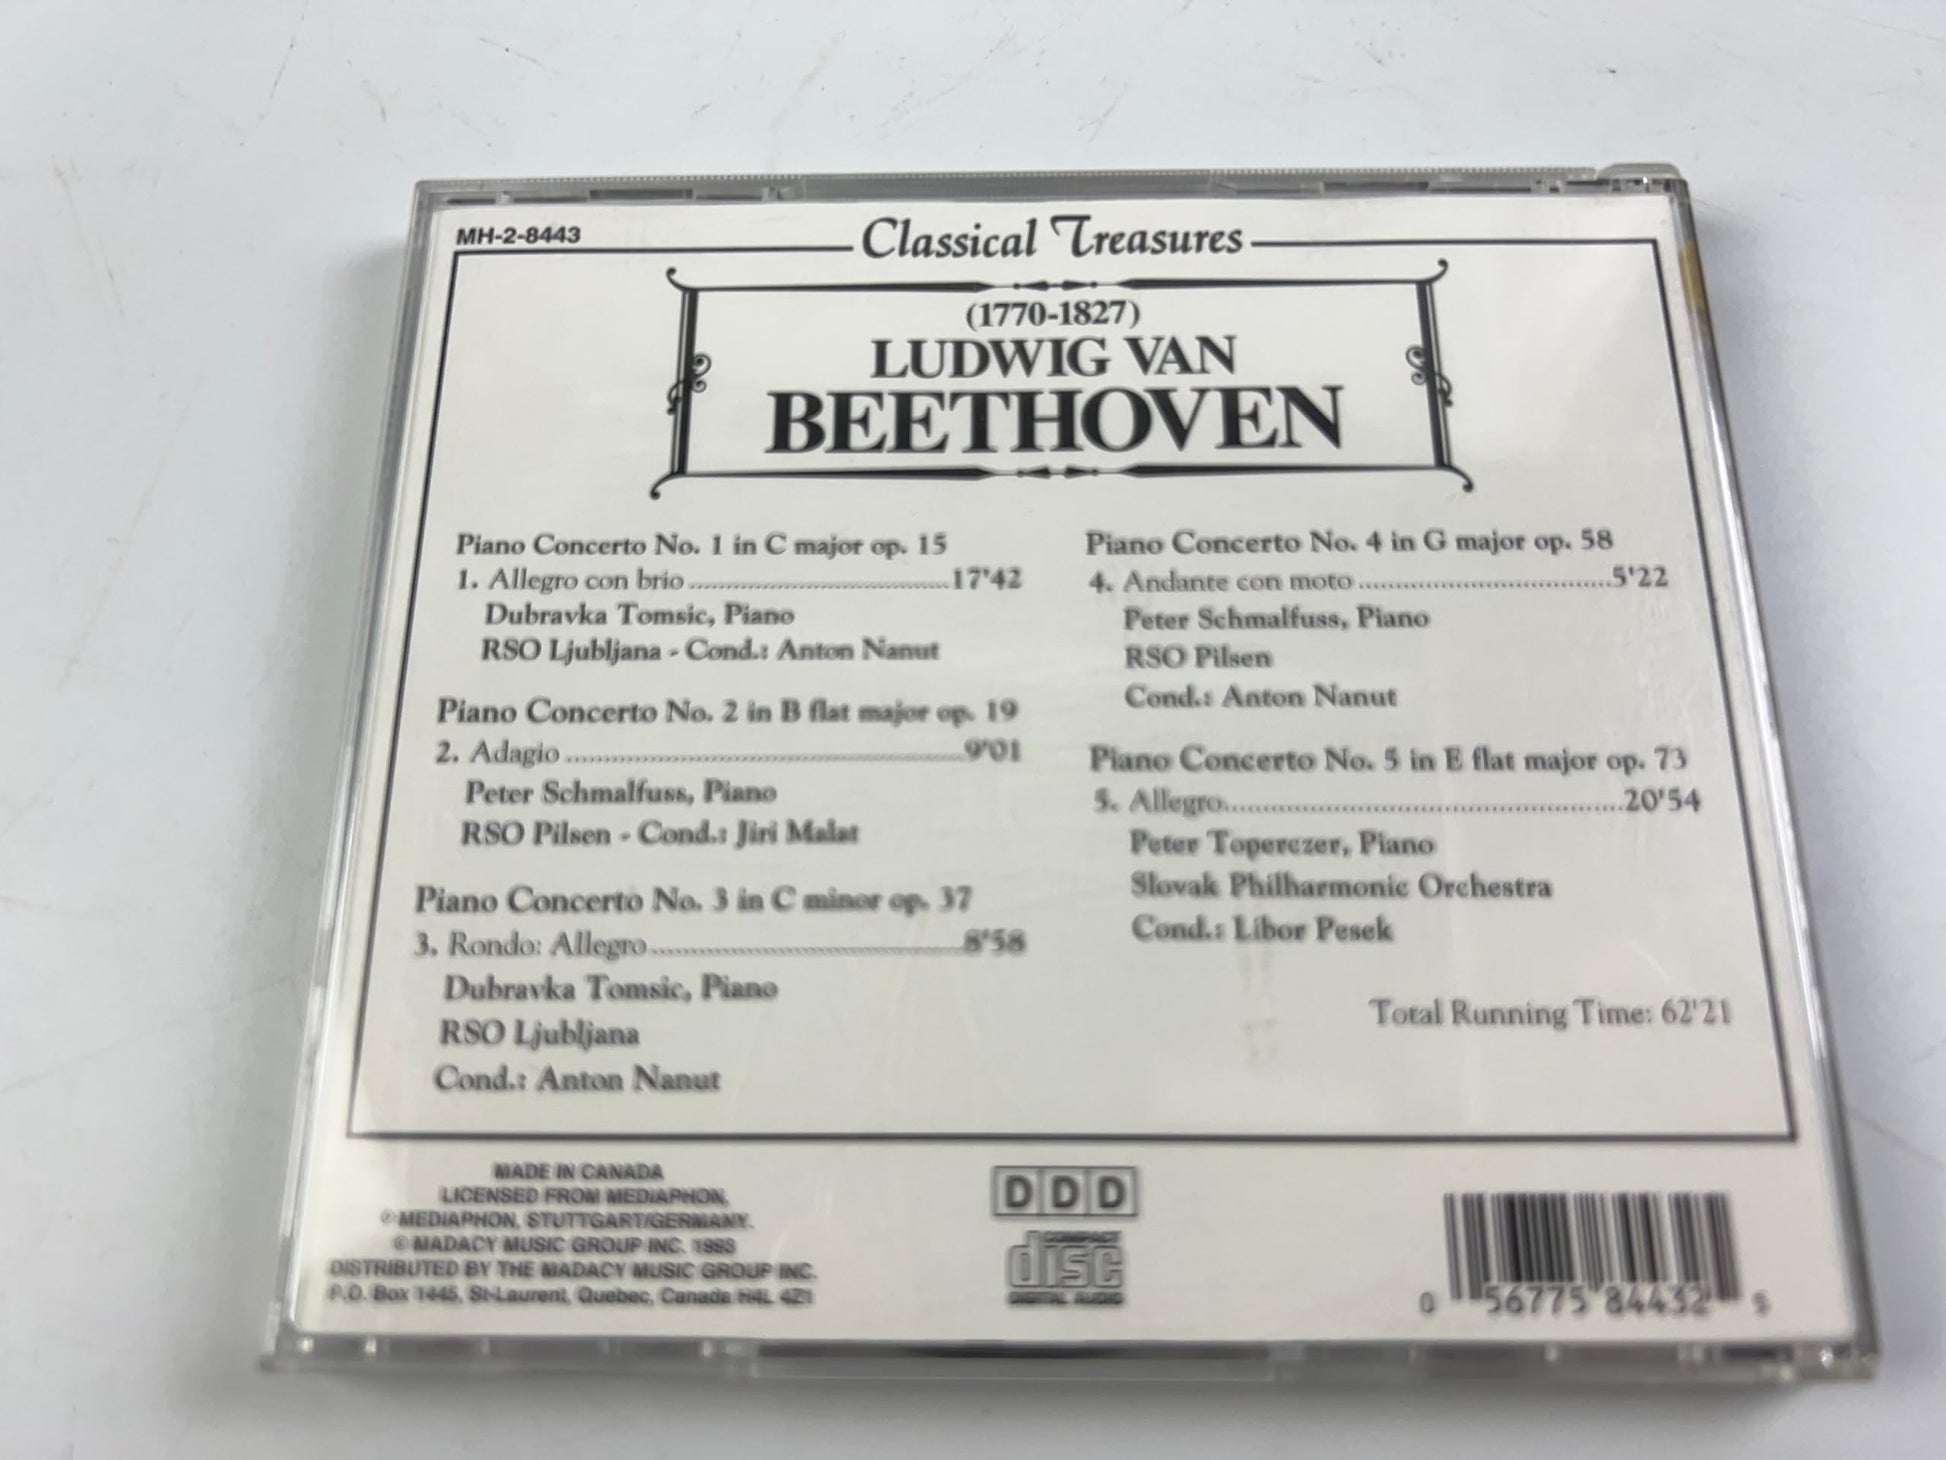 MH-2-8443
Classical Treasures
(1770-1827)
LUDWIG VAN
BEETHOVEN
Piano Concerto No. 1 in C major op. 15
1. Allegro con brio ........ 17'42
Dubravka Tomsic, Piano
RSO Ljubljana - Cond.: Anton Nanut
Piano Concerto No. 2 in B flat major op. 19
2. Adagio ........ 9'01
Peter Schmalfuss, Piano
RSO Pilsen - Cond.: Jiri Malat
Piano Concerto No. 3 in C minor op. 37
3. Rondo: Allegro ........ 8'58
Dubravka Tomsic, Piano
RSO Ljubljana
Cond.: Anton Nanut
Piano Concerto No. 4 in G major op. 58
4. Andante con moto ........ 5'22
Peter Schmalfuss, Piano
RSO Pilsen
Cond.: Anton Nanut
Piano Concerto No. 5 in E flat major op. 73
5. Allegro ........ 20'54
Peter Toperczer, Piano
Slovak Philharmonic Orchestra
Cond.: Libor Pesek
Total Running Time: 62'21
MADE IN CANADA
LICENSED FROM MEDIAPHON.
℗ MEDIAPHON, STUTTGART/GERMANY.
© MADACY MUSIC GROUP INC.
DISTRIBUTED BY THE MADACY MUSIC GROUP INC.
P.O. Box 1445, St-Laurent, Quebec, Canada H4L 4Z1
DDD
COMPACT
disc
DIGITAL AUDIO
0 56775 84432 5